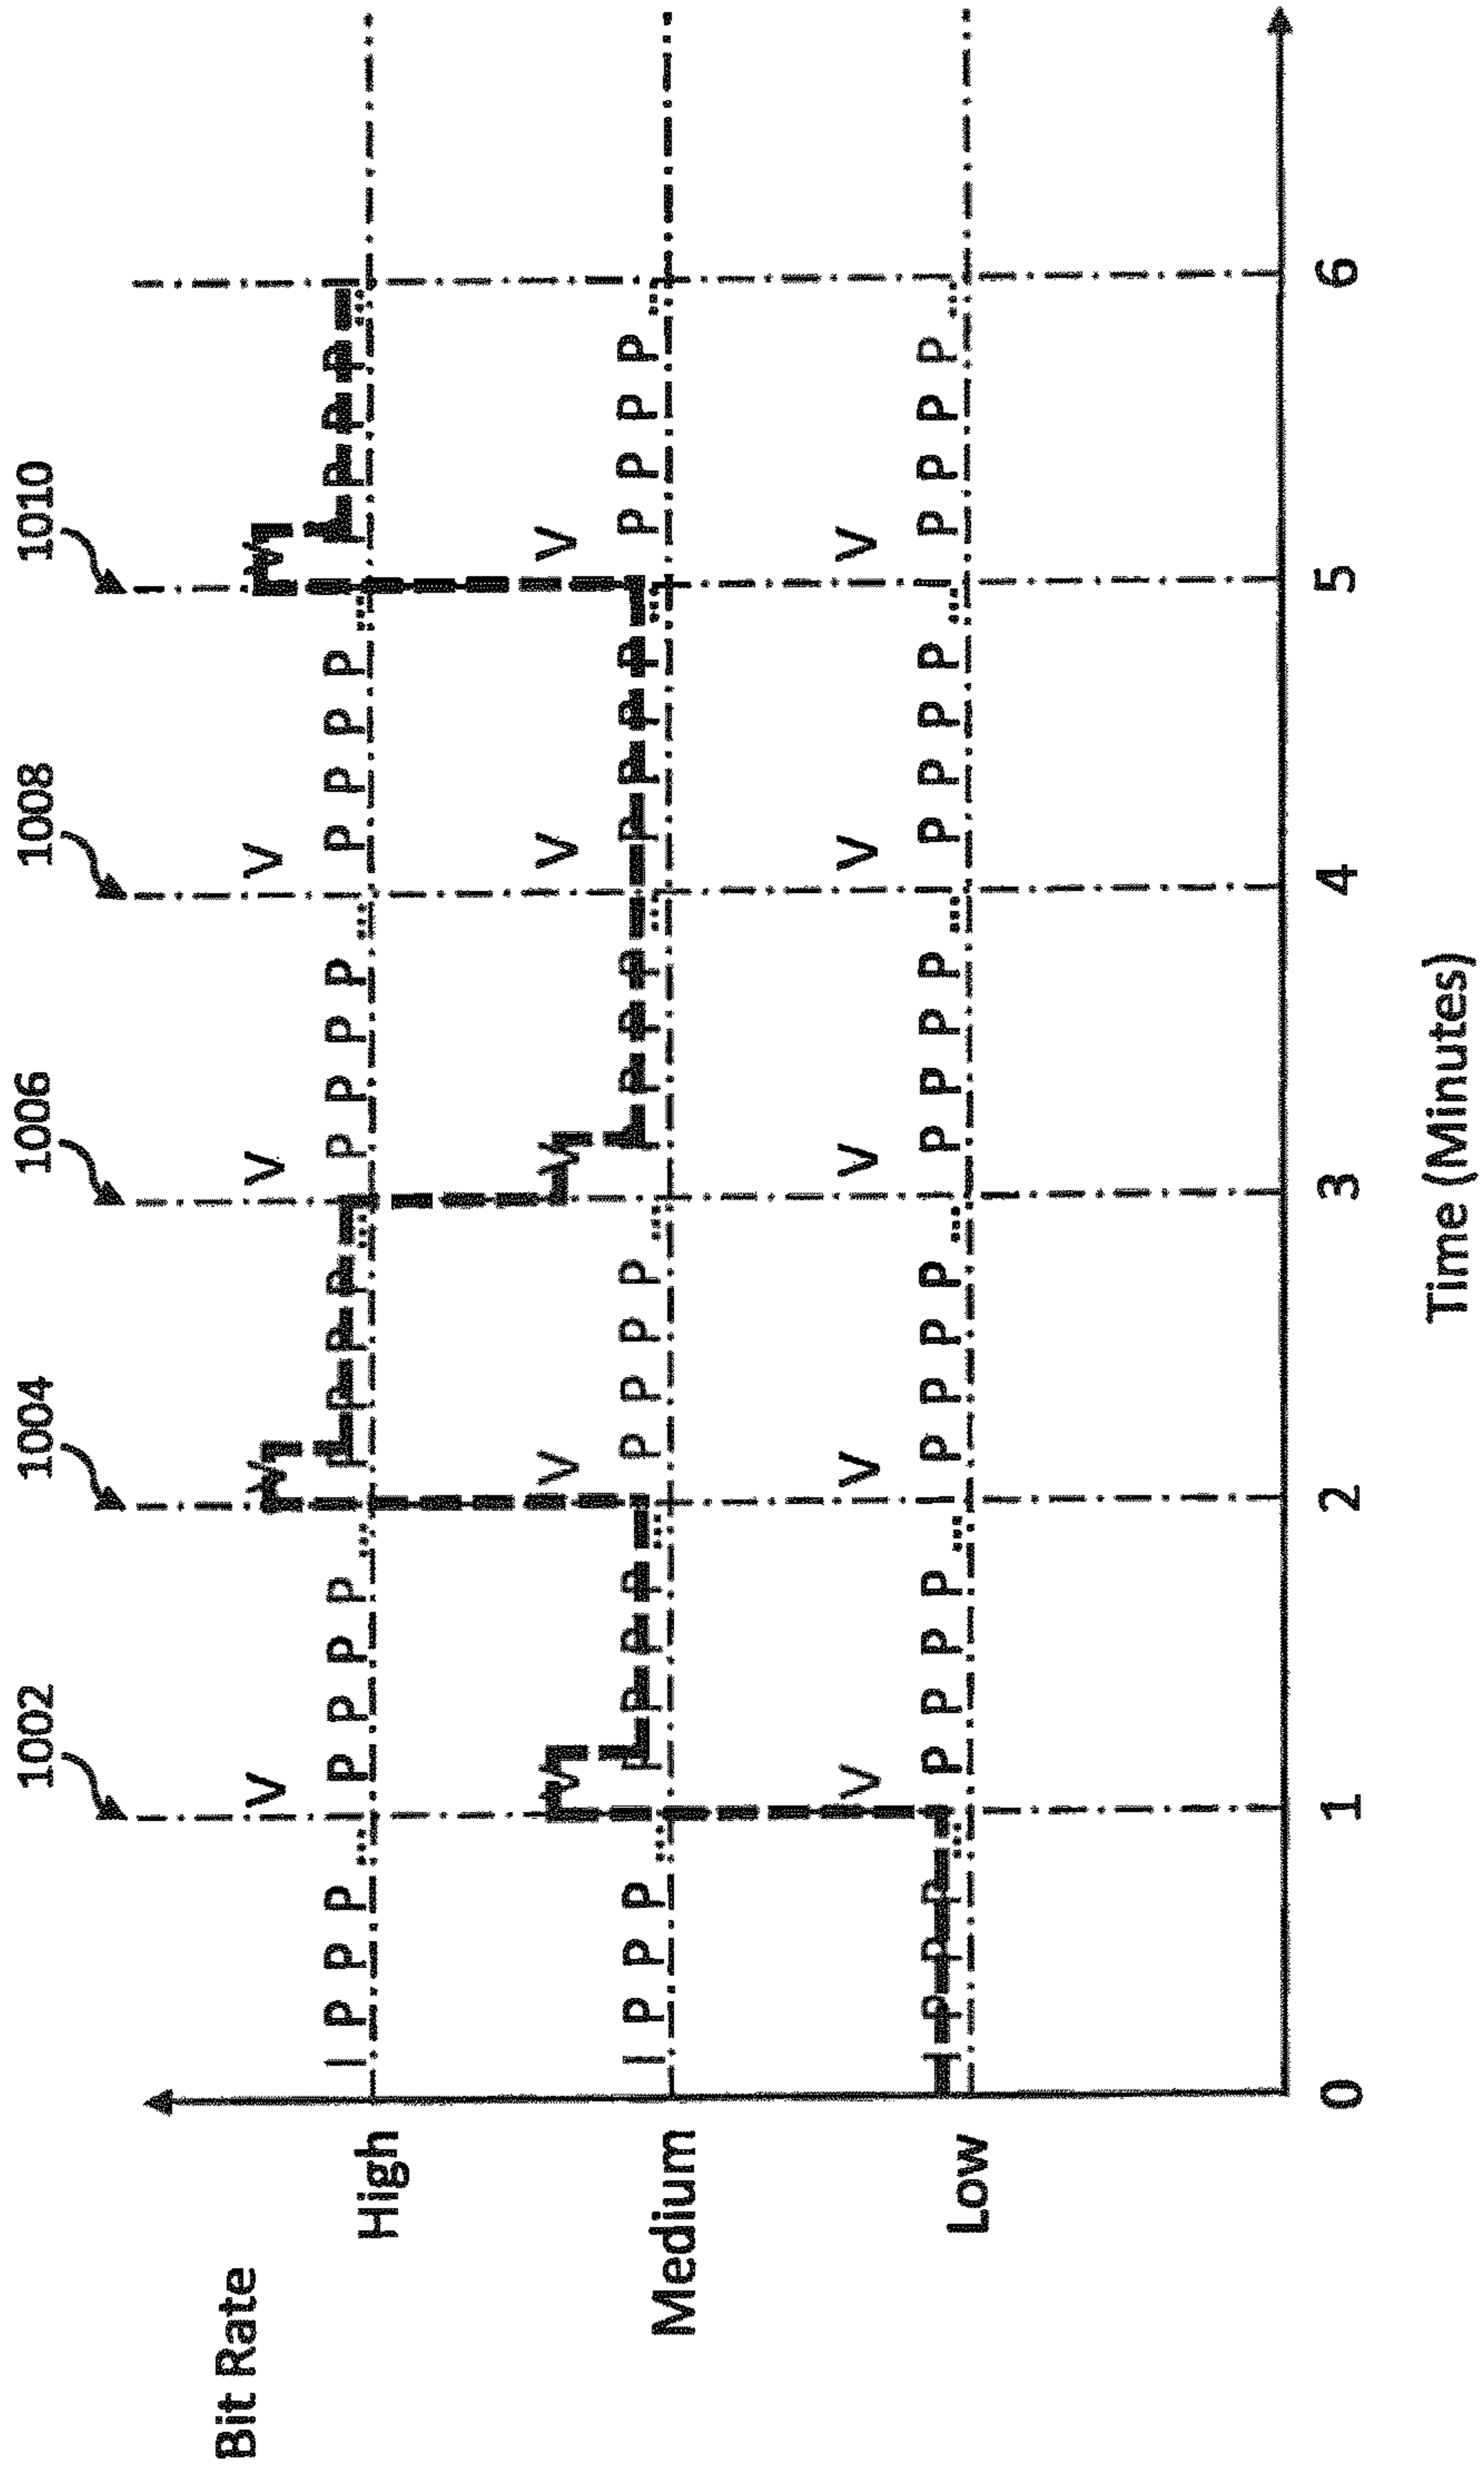 1002 1004 1006 1008 1010
Bit Rate
V V V V V
High I P P P ... I P P P P ... I P P P P ... I P P P P ... I P P P P ... I P P P P ...
V V V V V
Medium I P P P ... I P P P P ... I P P P P ... I P P P P ... I P P P P ... I P P P P ...
V V V V V
Low I P P P ... I P P P P ... I P P P P ... I P P P P ... I P P P P ... I P P P P ...
0 1 2 3 4 5 6
Time (Minutes)